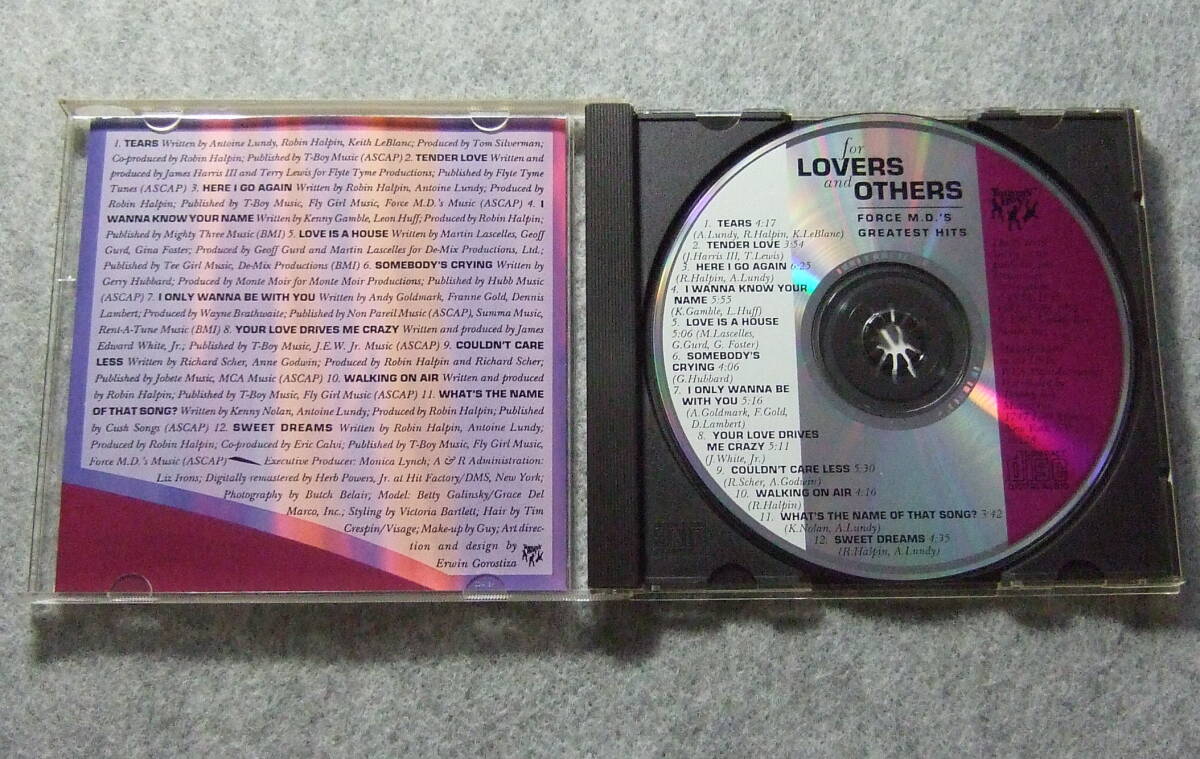 1. TEARS Written by Antoine Lundy, Robin Halpin, Keith LeBlanc; Produced by Tom Silverman;
Co-produced by Robin Halpin; Published by T-Boy Music (ASCAP) 2. TENDER LOVE Written and
produced by James Harris III and Terry Lewis for Flyte Tyme Productions; Published by Flyte Tyme
Tunes (ASCAP) 3. HERE I GO AGAIN Written by Robin Halpin, Antoine Lundy; Produced by
Robin Halpin; Published by T-Boy Music, Fly Girl Music, Force M.D.'s Music (ASCAP) 4. I
WANNA KNOW YOUR NAME Written by Kenny Gamble, Leon Huff; Produced by Robin Halpin;
Published by Mighty Three Music (BMI) 5. LOVE IS A HOUSE Written by Martin Lascelles, Geoff
Gurd, Gina Foster; Produced by Geoff Gurd and Martin Lascelles for De-Mix Productions, Ltd.;
Published by Tee Girl Music, De-Mix Productions (BMI) 6. SOMEBODY'S CRYING Written by
Gerry Hubbard; Produced by Monte Moir for Monte Moir Productions; Published by Hubb Music
(ASCAP) 7. I ONLY WANNA BE WITH YOU Written by Andy Goldmark, Franne Gold, Dennis
Lambert; Produced by Wayne Brathwaite; Published by Non Pareil Music (ASCAP), Summa Music,
Rent-A-Tune Music (BMI) 8. YOUR LOVE DRIVES ME CRAZY Written and produced by James
Edward White, Jr.; Published by T-Boy Music, J.E.W. Jr. Music (ASCAP) 9. COULDN'T CARE
LESS Written by Richard Scher, Anne Godwin; Produced by Robin Halpin and Richard Scher;
Published by Jobete Music, MCA Music (ASCAP) 10. WALKING ON AIR Written and produced
by Robin Halpin; Published by T-Boy Music, Fly Girl Music (ASCAP) 11. WHAT'S THE NAME
OF THAT SONG? Written by Kenny Nolan, Antoine Lundy; Produced by Robin Halpin; Published
by Cush Songs (ASCAP) 12. SWEET DREAMS Written by Robin Halpin, Antoine Lundy;
Produced by Robin Halpin; Co-produced by Eric Calvi; Published by T-Boy Music, Fly Girl Music,
Force M.D.'s Music (ASCAP) Executive Producer: Monica Lynch; A & R Administration:
Liz Irons; Digitally remastered by Herb Powers, Jr. at Hit Factory/DMS, New York;
Photography by Butch Belair; Model: Betty Galinsky/Grace Del
Marco, Inc.; Styling by Victoria Bartlett, Hair by Tim
Crespin/Visage; Make-up by Guy; Art direc-
tion and design by
Erwin Gorostiza
for
LOVERS
and
OTHERS
FORCE M.D.'S
GREATEST HITS
1. TEARS 4:17
(A.Lundy, R.Halpin, K.LeBlanc)
2. TENDER LOVE 3:54
(J.Harris III, T.Lewis)
3. HERE I GO AGAIN 6:25
(R.Halpin, A.Lundy)
4. I WANNA KNOW YOUR
NAME 5:55
(K.Gamble, L.Huff)
5. LOVE IS A HOUSE
5:06 (M.Lascelles,
G.Gurd, G. Foster)
6. SOMEBODY'S
CRYING 4:06
(G.Hubbard)
7. I ONLY WANNA BE
WITH YOU 5:16
(A.Goldmark, F.Gold,
D.Lambert)
8. YOUR LOVE DRIVES
ME CRAZY 5:11
(J.White, Jr.)
9. COULDN'T CARE LESS 5:30
(R.Scher, A.Godwin)
10. WALKING ON AIR 4:16
(R.Halpin)
11. WHAT'S THE NAME OF THAT SONG? 3:42
(K.Nolan, A.Lundy)
12. SWEET DREAMS 4:35
(R.Halpin, A.Lundy)
COMPACT
disc
DIGITAL AUDIO